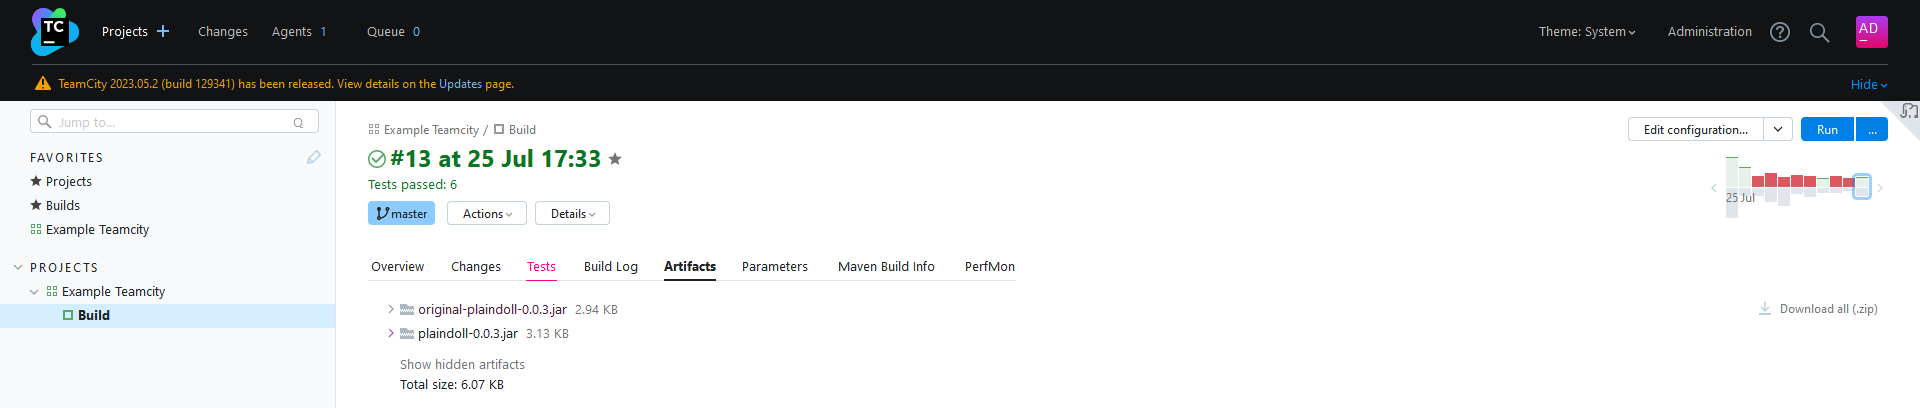 TC
Projects
Changes
Agents 1
Queue 0
Theme: System
Administration
AD
TeamCity 2023.05.2 (build 129341) has been released. View details on the Updates page.
Hide
Jump to...
Q
FAVORITES
Projects
Builds
Example Teamcity
PROJECTS
Example Teamcity
Build
Example Teamcity / Build
#13 at 25 Jul 17:33
Tests passed: 6
master
Actions
Details
Edit configuration...
Run
...
25 Jul
Overview
Changes
Tests
Build Log
Artifacts
Parameters
Maven Build Info
PerfMon
original-plaindoll-0.0.3.jar 2.94 KB
plaindoll-0.0.3.jar 3.13 KB
Download all (.zip)
Show hidden artifacts
Total size: 6.07 KB